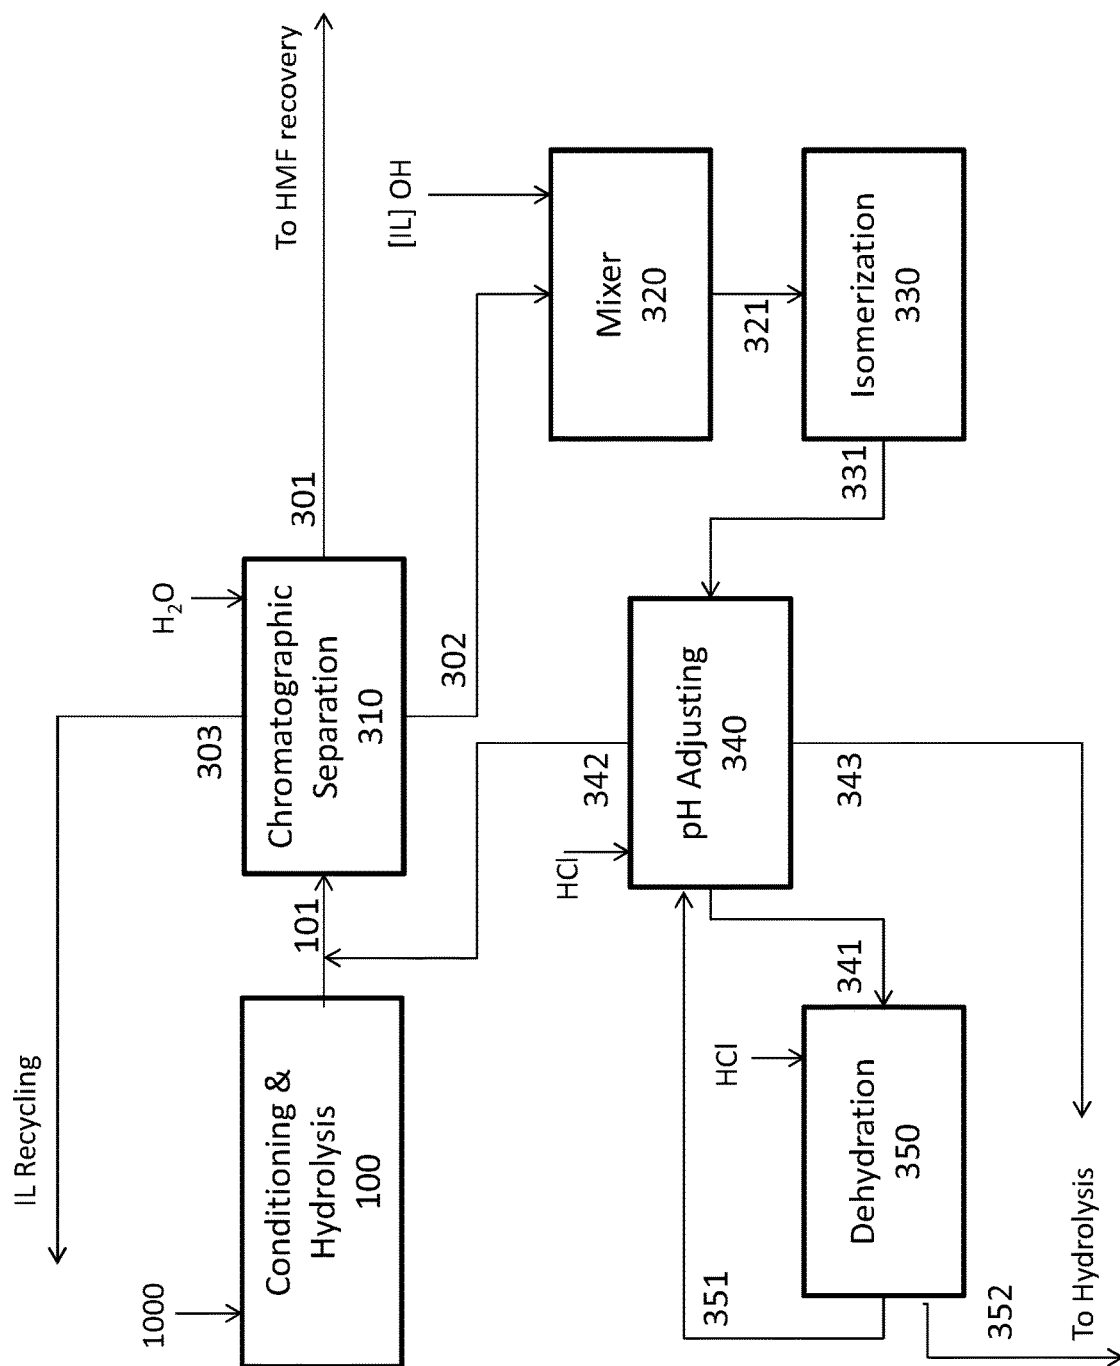 IL Recycling
To HMF recovery
1000
303
H₂O
301
Conditioning &
Hydrolysis
100
101
Chromatographic
Separation
310
302
[IL] OH
Mixer
320
321
Isomerization
330
331
HCl
342
pH Adjusting
340
343
341
HCl
Dehydration
350
351
352
To Hydrolysis